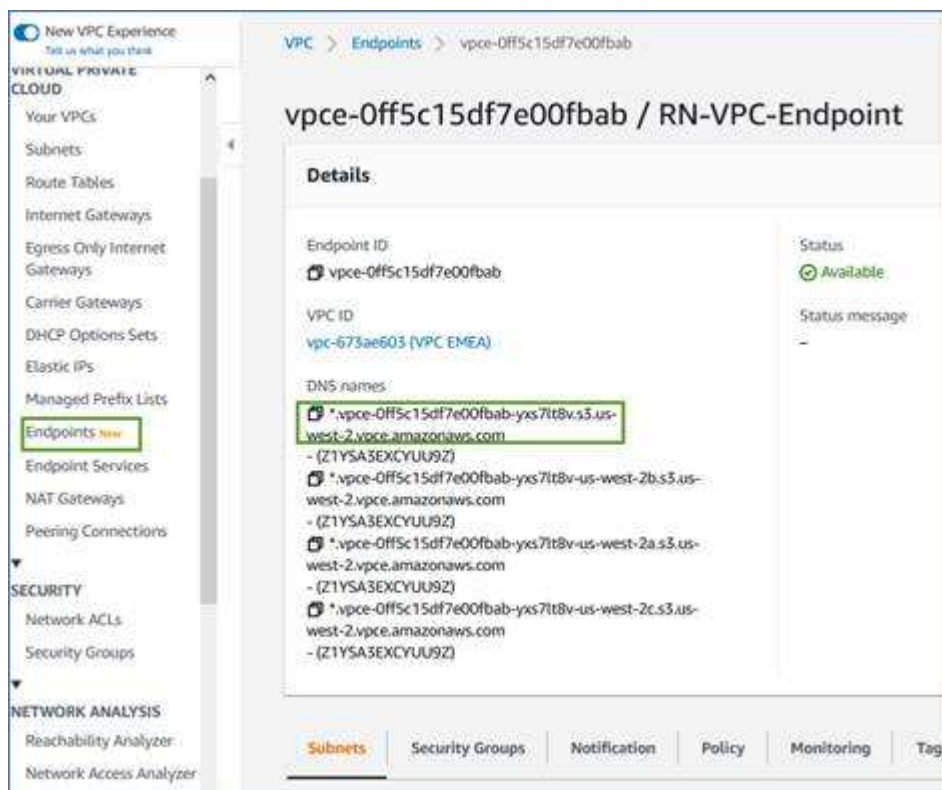 New VPC Experience
Tell us what you think
VIRTUAL PRIVATE
CLOUD
Your VPCs
Subnets
Route Tables
Internet Gateways
Egress Only Internet
Gateways
Carrier Gateways
DHCP Options Sets
Elastic IPs
Managed Prefix Lists
Endpoints New
Endpoint Services
NAT Gateways
Peering Connections
SECURITY
Network ACLs
Security Groups
NETWORK ANALYSIS
Reachability Analyzer
Network Access Analyzer
VPC > Endpoints > vpce-0ff5c15df7e00fbab
vpce-0ff5c15df7e00fbab / RN-VPC-Endpoint
Details
Endpoint ID
vpce-0ff5c15df7e00fbab
VPC ID
vpc-673ae603 (VPC EMEA)
DNS names
*.vpce-0ff5c15df7e00fbab-yxs7lt8v.s3.us-
west-2.vpce.amazonaws.com
- (Z1YSA3EXCYUU9Z)
*.vpce-0ff5c15df7e00fbab-yxs7lt8v-us-west-2b.s3.us-
west-2.vpce.amazonaws.com
- (Z1YSA3EXCYUU9Z)
*.vpce-0ff5c15df7e00fbab-yxs7lt8v-us-west-2a.s3.us-
west-2.vpce.amazonaws.com
- (Z1YSA3EXCYUU9Z)
*.vpce-0ff5c15df7e00fbab-yxs7lt8v-us-west-2c.s3.us-
west-2.vpce.amazonaws.com
- (Z1YSA3EXCYUU9Z)
Status
Available
Status message
-
Subnets Security Groups Notification Policy Monitoring Tag